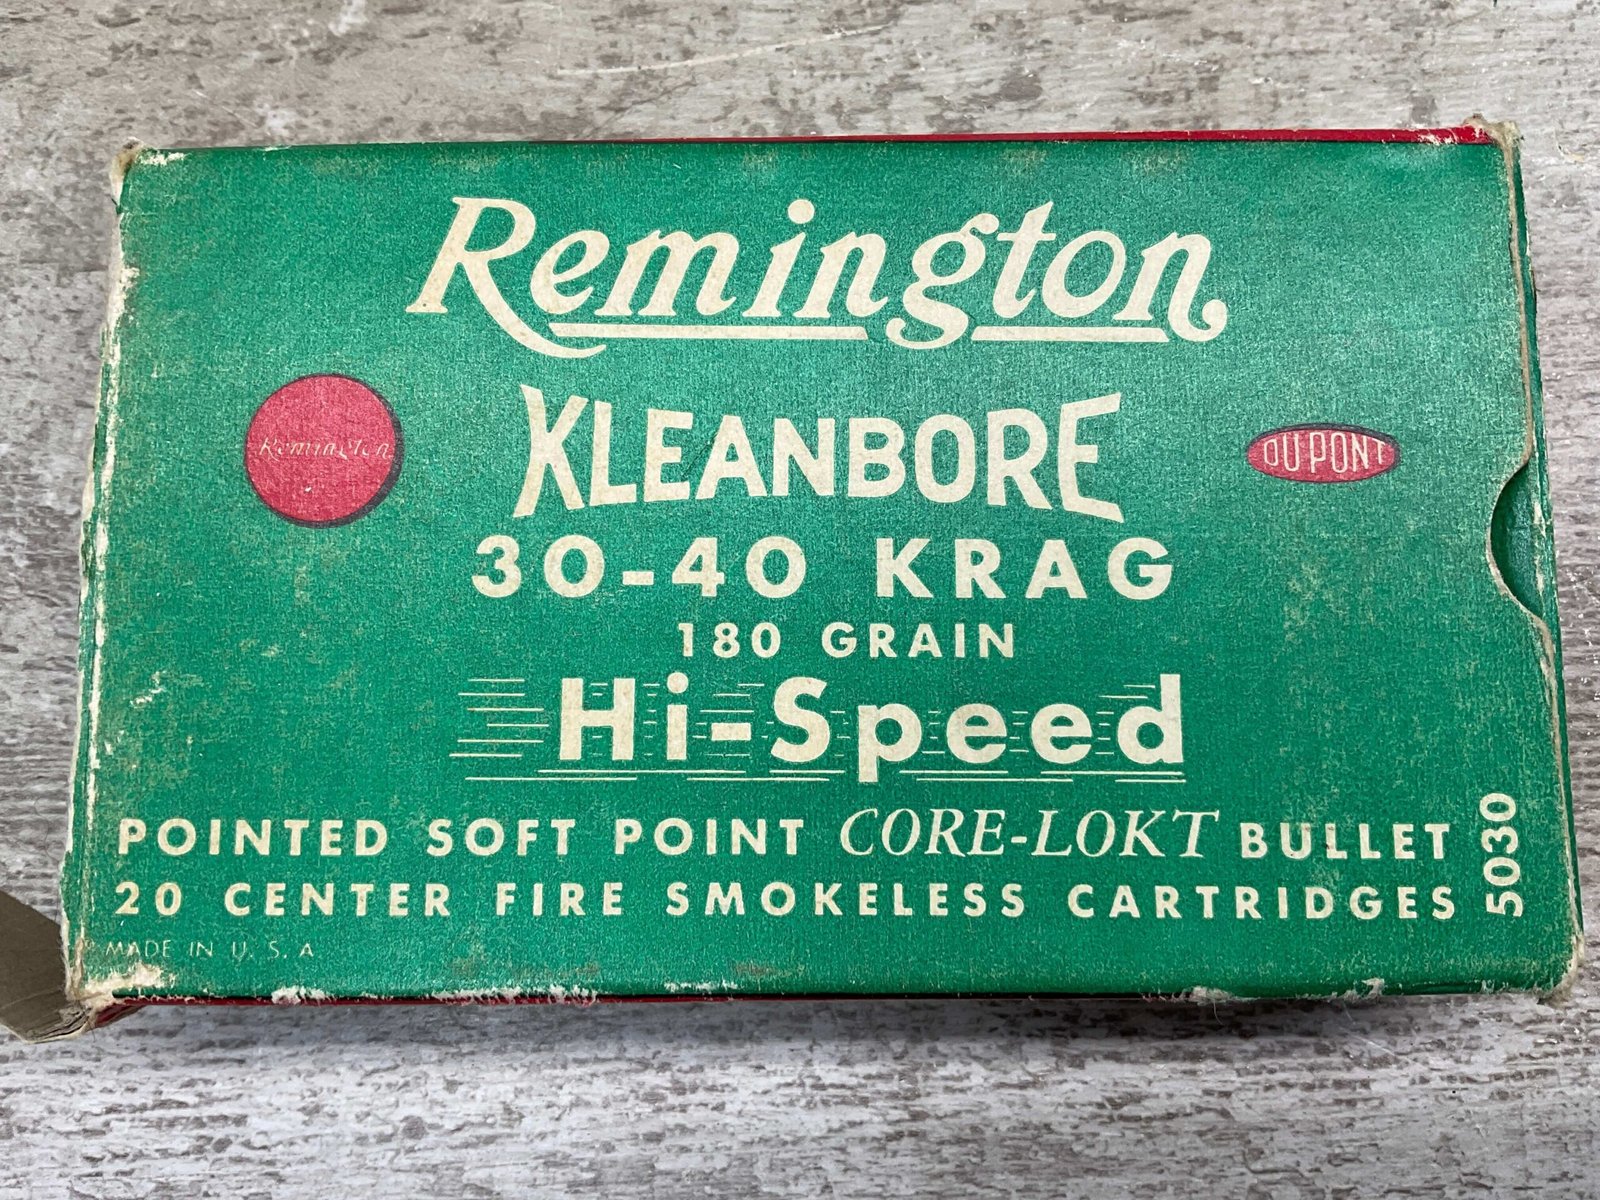 Remington
Remington
KLEANBORE
DU PONT
30-40 KRAG
180 GRAIN
Hi-Speed
POINTED SOFT POINT CORE-LOKT BULLET
20 CENTER FIRE SMOKELESS CARTRIDGES
5030
MADE IN U. S. A